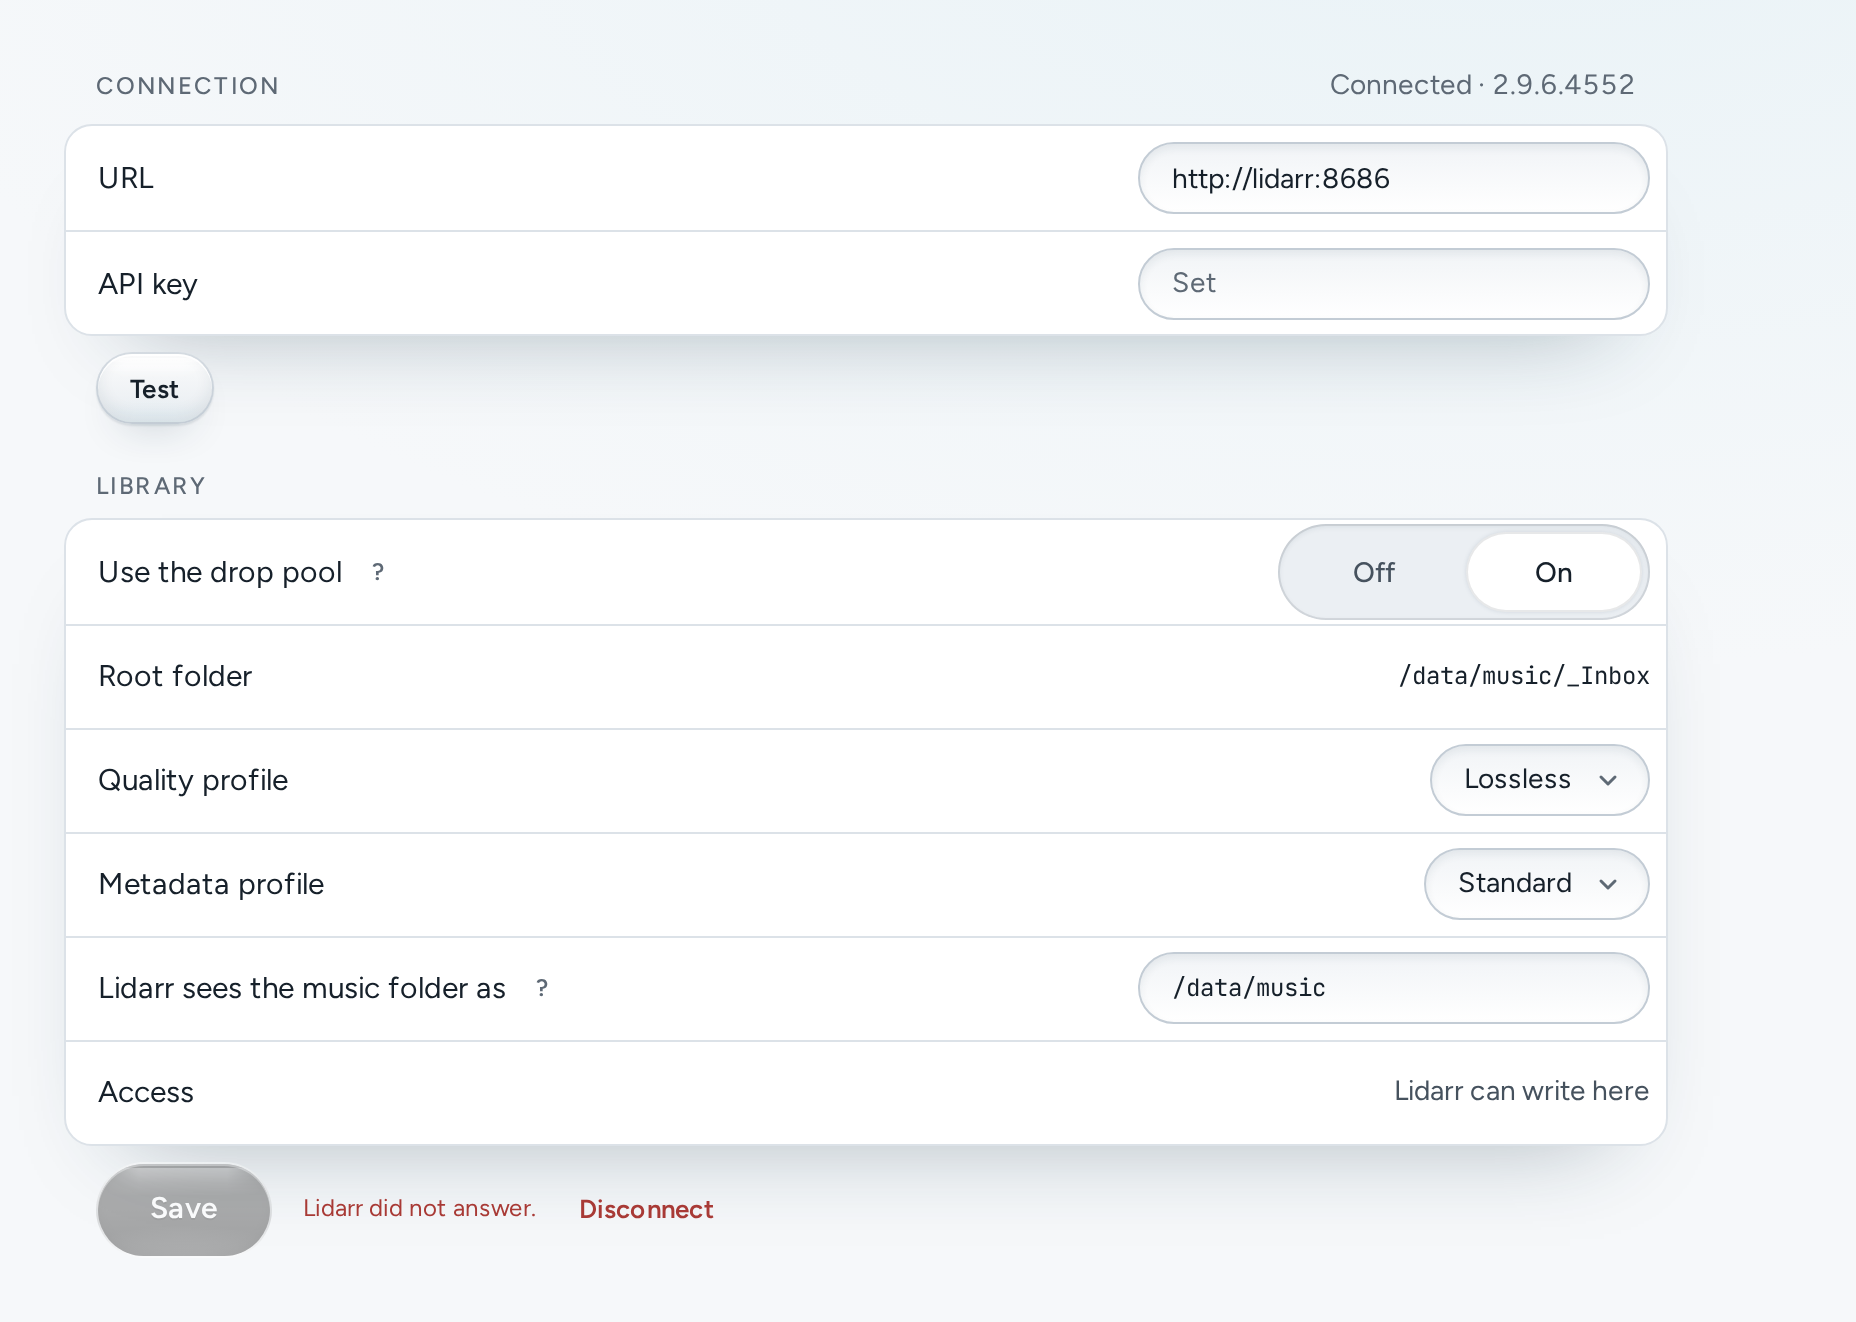 CONNECTION
Connected · 2.9.6.4552
URL
http://lidarr:8686
API key
Set
Test
LIBRARY
Use the drop pool ?
Off On
Root folder
/data/music/_Inbox
Quality profile
Lossless
Metadata profile
Standard
Lidarr sees the music folder as ?
/data/music
Access
Lidarr can write here
Save
Lidarr did not answer.
Disconnect